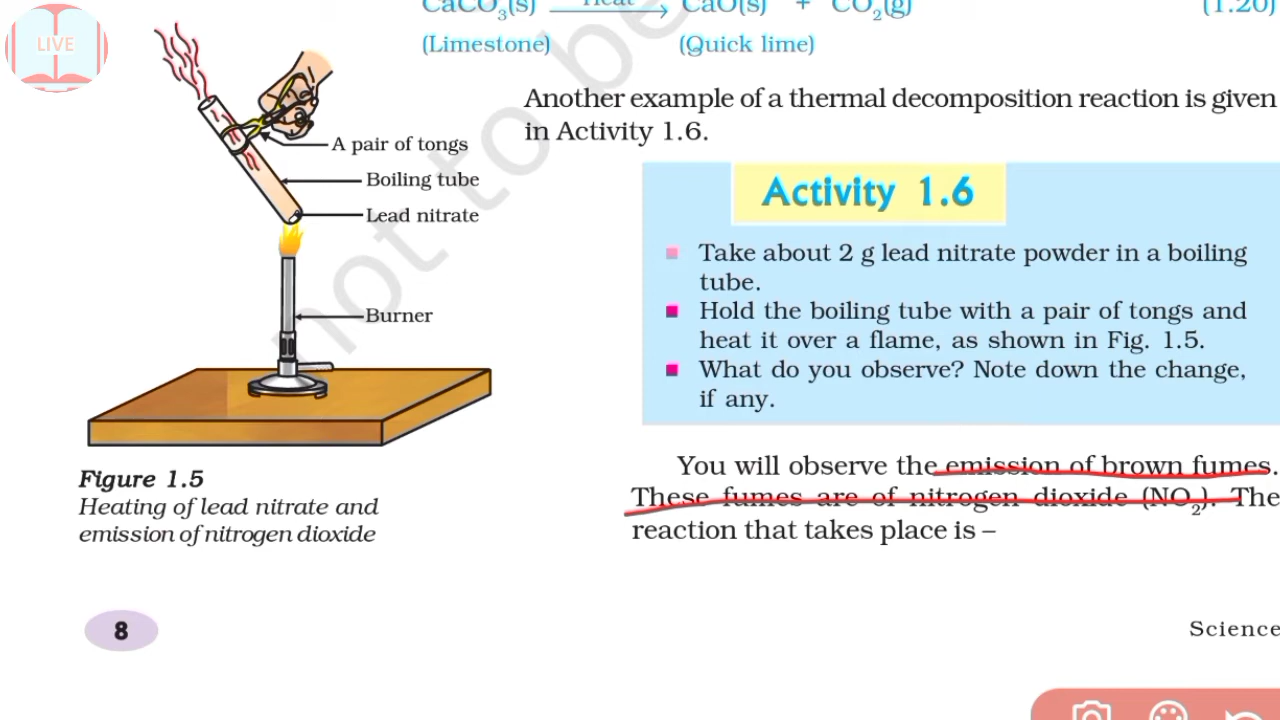 LIVE
CaCO₃(s) Heat CaO(s) + CO₂(g) (1.20)
(Limestone) (Quick lime)
Another example of a thermal decomposition reaction is given
in Activity 1.6.
A pair of tongs
Boiling tube
Lead nitrate
Burner
Activity 1.6
Take about 2 g lead nitrate powder in a boiling
tube.
Hold the boiling tube with a pair of tongs and
heat it over a flame, as shown in Fig. 1.5.
What do you observe? Note down the change,
if any.
Figure 1.5
Heating of lead nitrate and
emission of nitrogen dioxide
You will observe the emission of brown fumes.
These fumes are of nitrogen dioxide (NO₂). The
reaction that takes place is –
8
Science
not to be